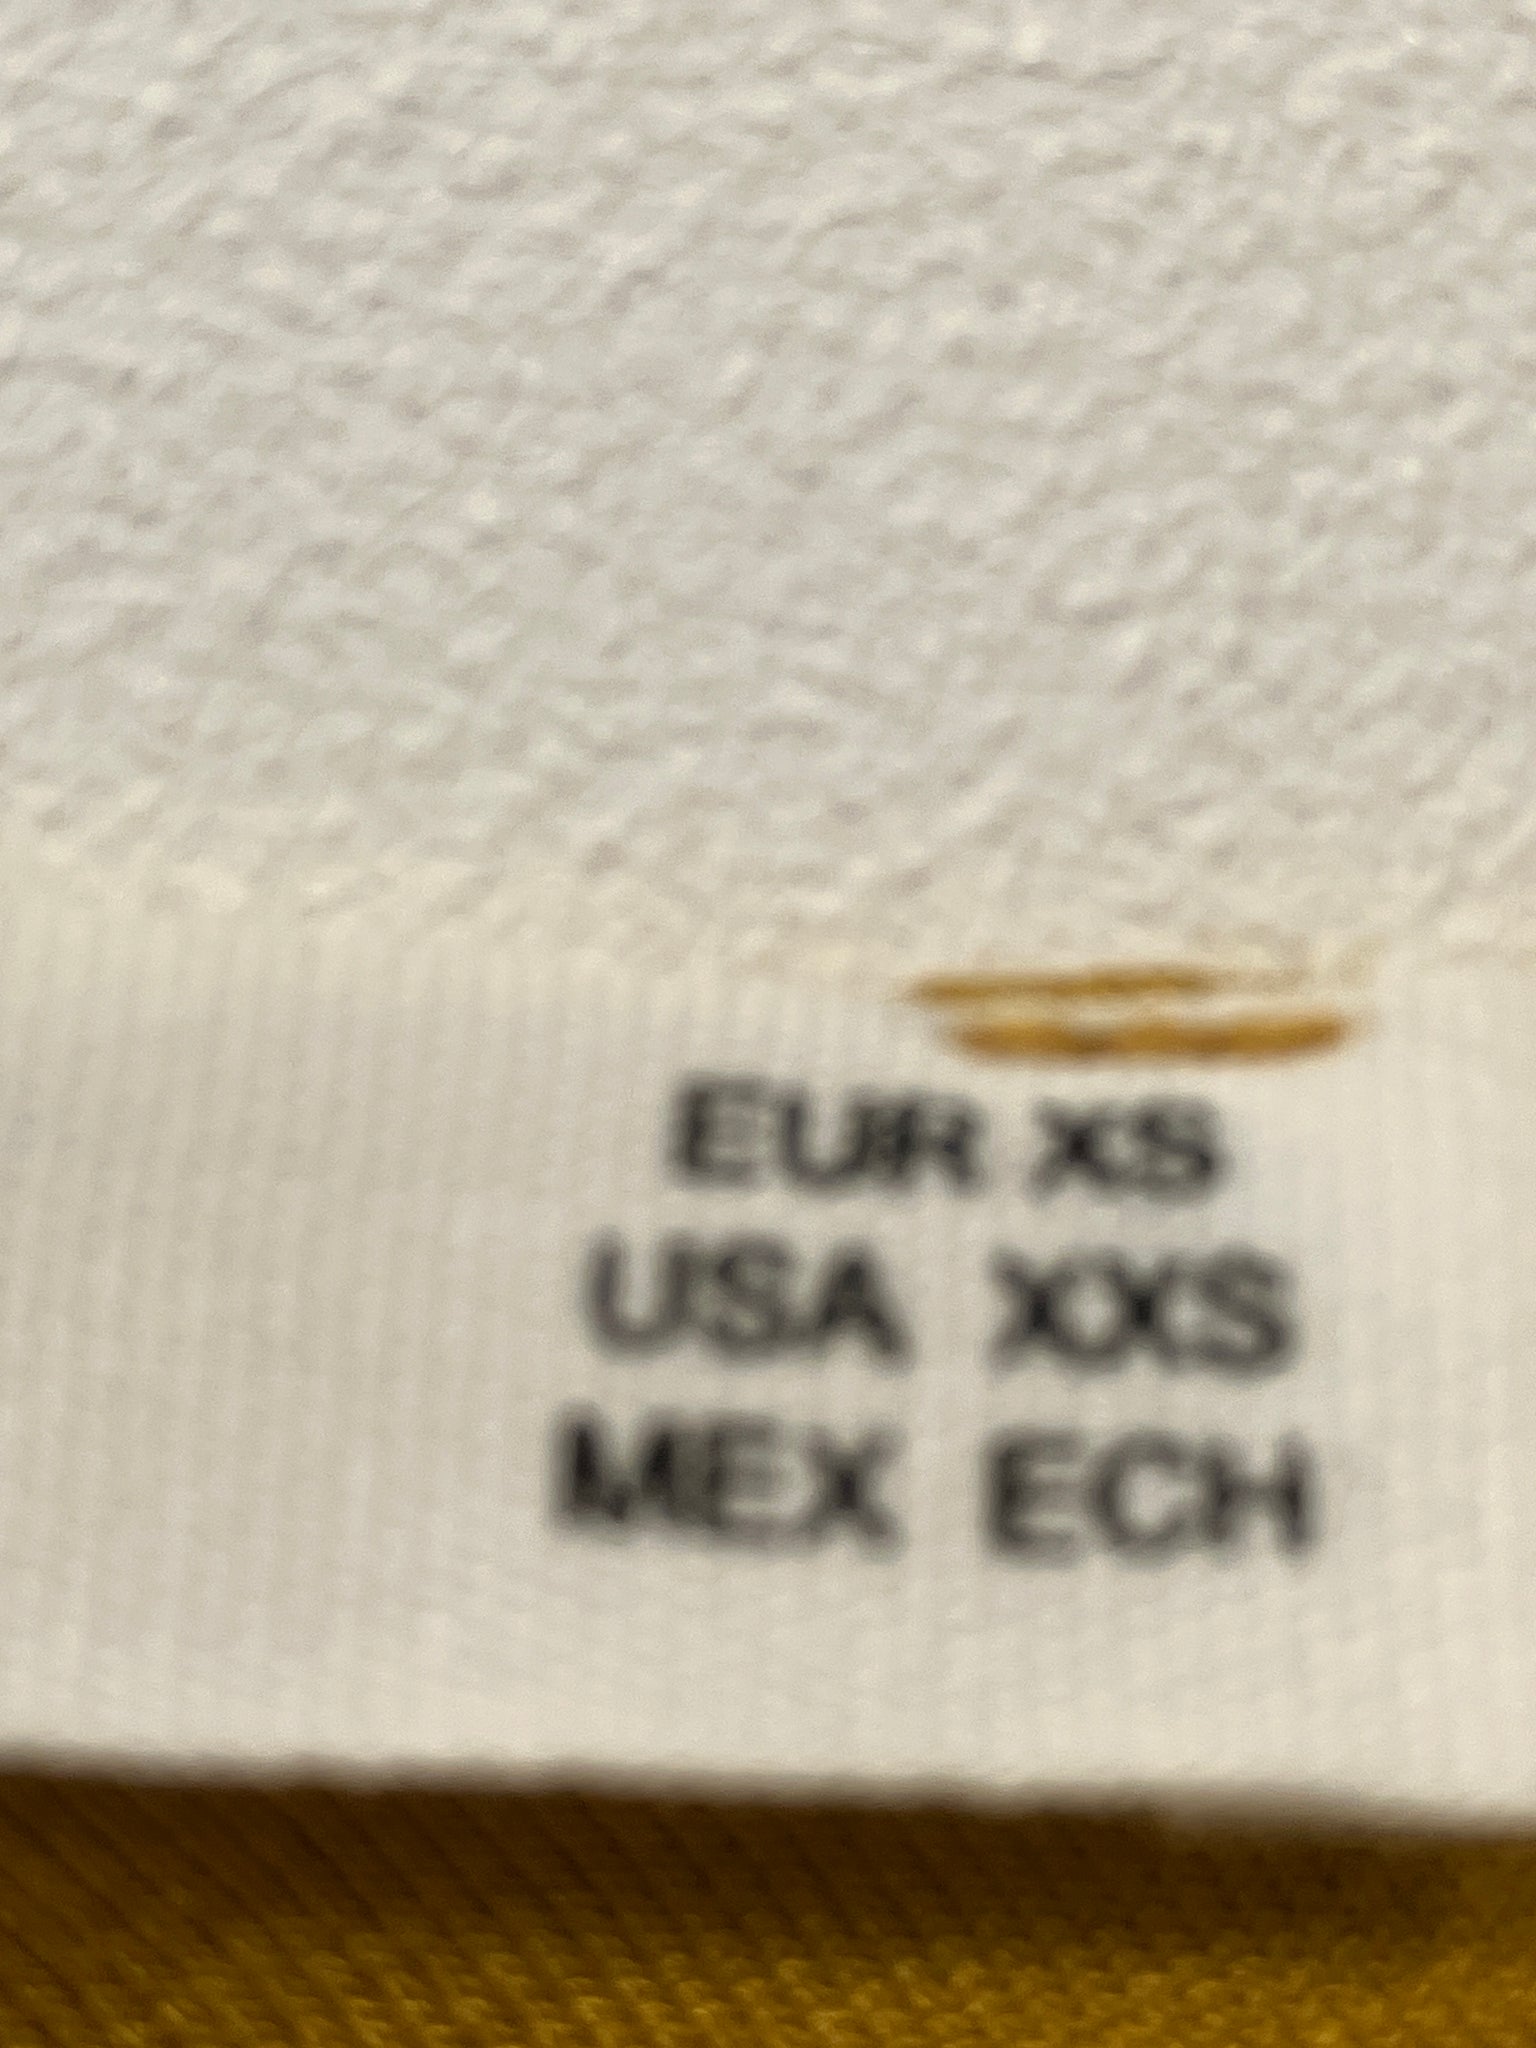 EUR XS
USA XXS
MEX ECH